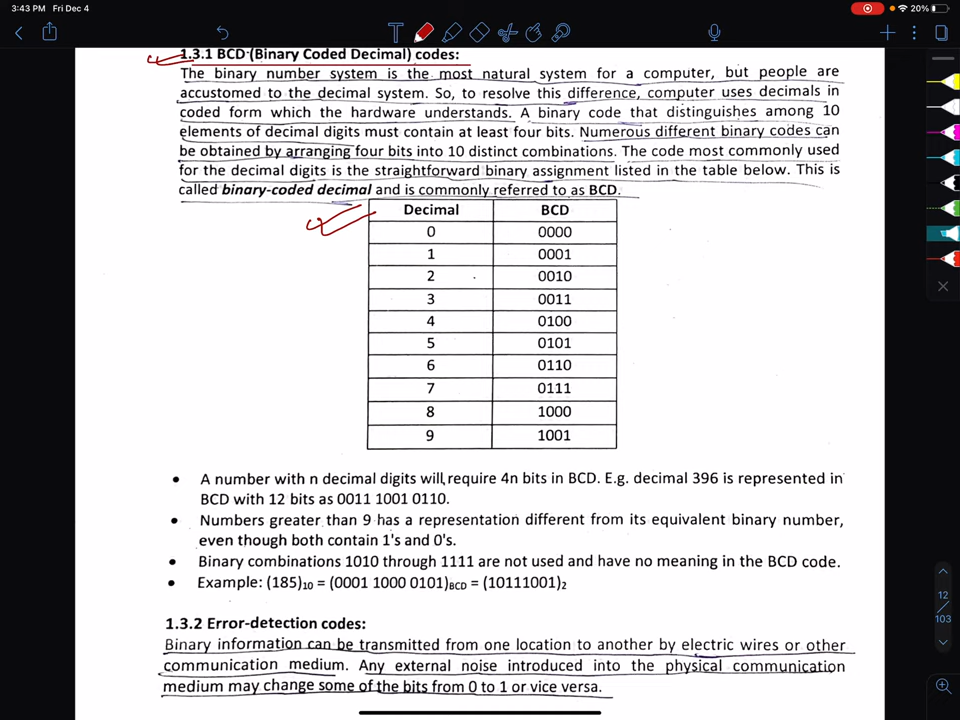 3:43 PM Fri Dec 4
20%
1.3.1 BCD (Binary Coded Decimal) codes:
The binary number system is the most natural system for a computer, but people are
accustomed to the decimal system. So, to resolve this difference, computer uses decimals in
coded form which the hardware understands. A binary code that distinguishes among 10
elements of decimal digits must contain at least four bits. Numerous different binary codes can
be obtained by arranging four bits into 10 distinct combinations. The code most commonly used
for the decimal digits is the straightforward binary assignment listed in the table below. This is
called binary-coded decimal and is commonly referred to as BCD.
Decimal BCD
0 0000
1 0001
2 0010
3 0011
4 0100
5 0101
6 0110
7 0111
8 1000
9 1001
• A number with n decimal digits will require 4n bits in BCD. E.g. decimal 396 is represented in
BCD with 12 bits as 0011 1001 0110.
• Numbers greater than 9 has a representation different from its equivalent binary number,
even though both contain 1's and 0's.
• Binary combinations 1010 through 1111 are not used and have no meaning in the BCD code.
• Example: (185)10 = (0001 1000 0101)BCD = (10111001)2
12
/
103
1.3.2 Error-detection codes:
Binary information can be transmitted from one location to another by electric wires or other
communication medium. Any external noise introduced into the physical communication
medium may change some of the bits from 0 to 1 or vice versa.